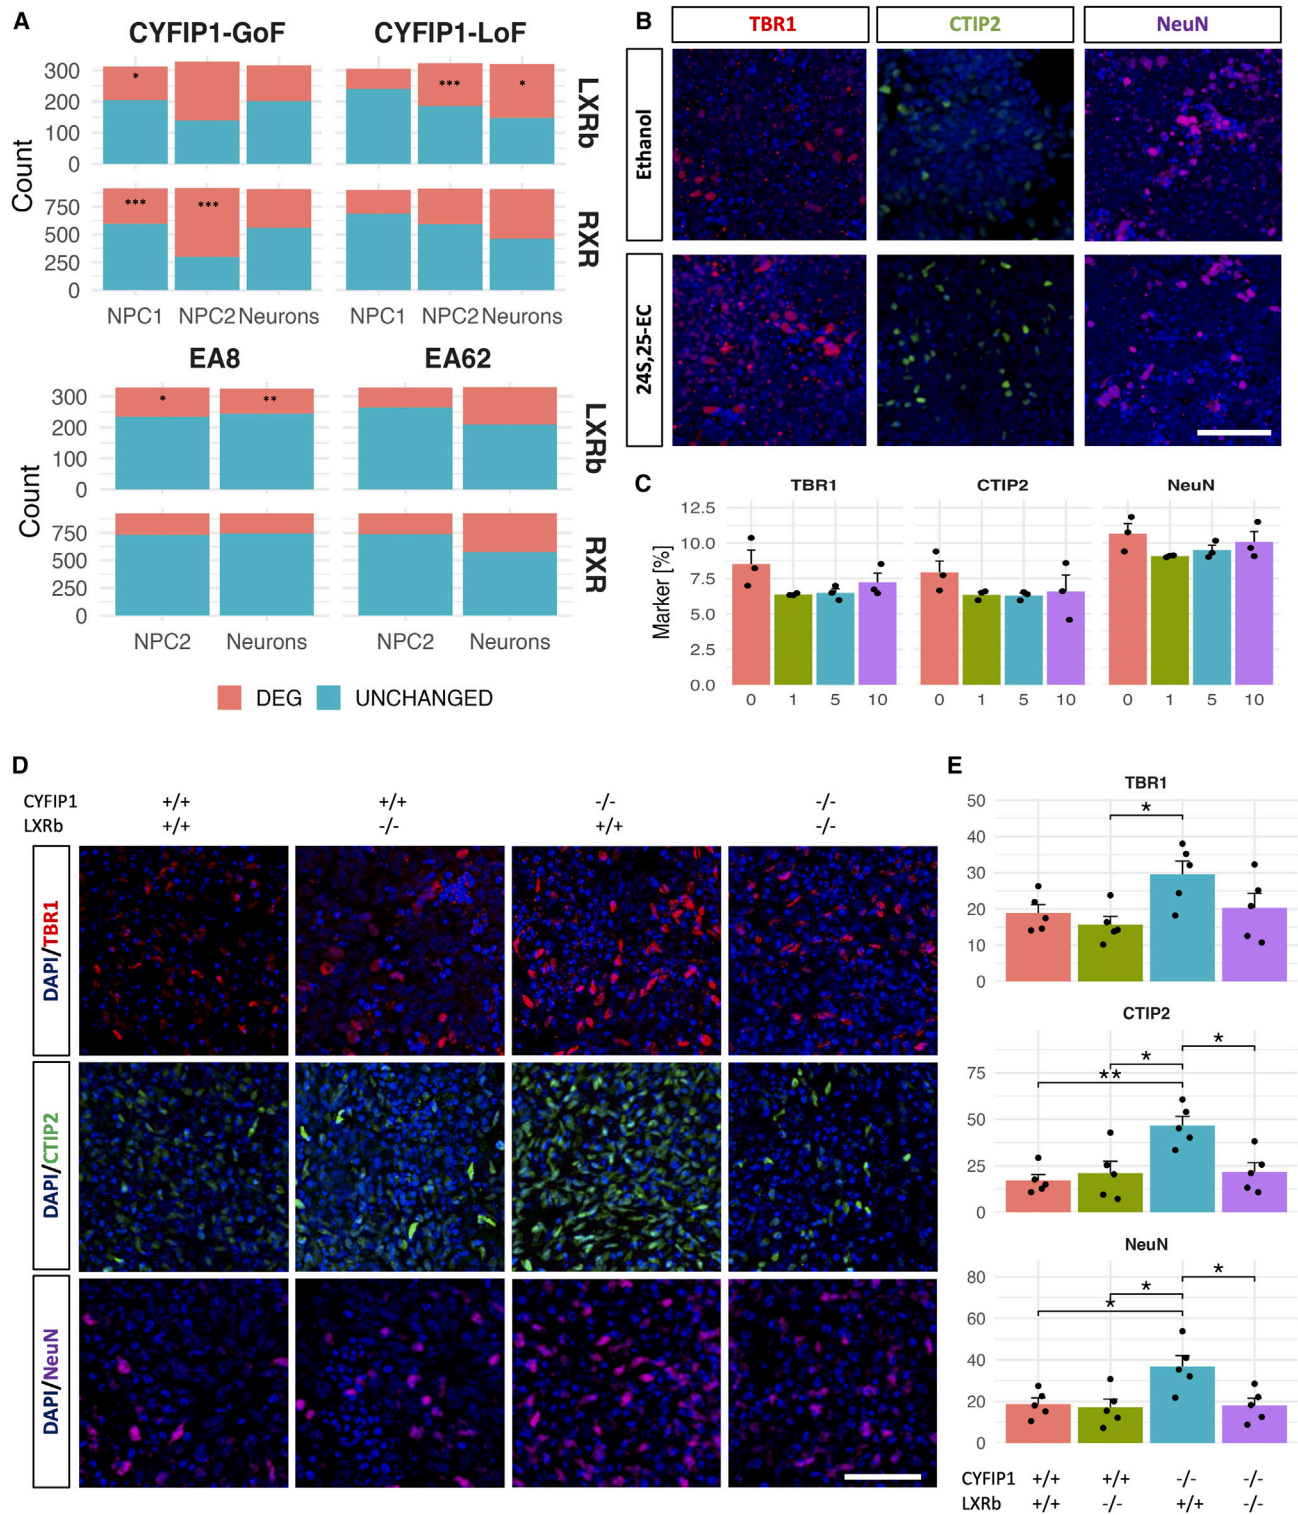 A
CYFIP1-GoF CYFIP1-LoF
300
200
100
0
* *** *
LXRb
Count
750
500
250
0
*** ***
RXR
NPC1 NPC2 Neurons NPC1 NPC2 Neurons
EA8 EA62
300
200
100
0
* **
LXRb
Count
750
500
250
0
RXR
NPC2 Neurons NPC2 Neurons
DEG UNCHANGED
B
TBR1 CTIP2 NeuN
Ethanol
24S,25-EC
C
TBR1 CTIP2 NeuN
12.5
10.0
7.5
5.0
2.5
0.0
Marker [%]
0 1 5 10 0 1 5 10 0 1 5 10
D
CYFIP1 +/+ +/+ -/- -/-
LXRb +/+ -/- +/+ -/-
DAPI/TBR1
DAPI/CTIP2
DAPI/NeuN
E
TBR1
50
40
30
20
10
0
*
CTIP2
75
50
25
0
*
*
**
NeuN
80
60
40
20
0
*
*
*
CYFIP1 +/+ +/+ -/- -/-
LXRb +/+ -/- +/+ -/-